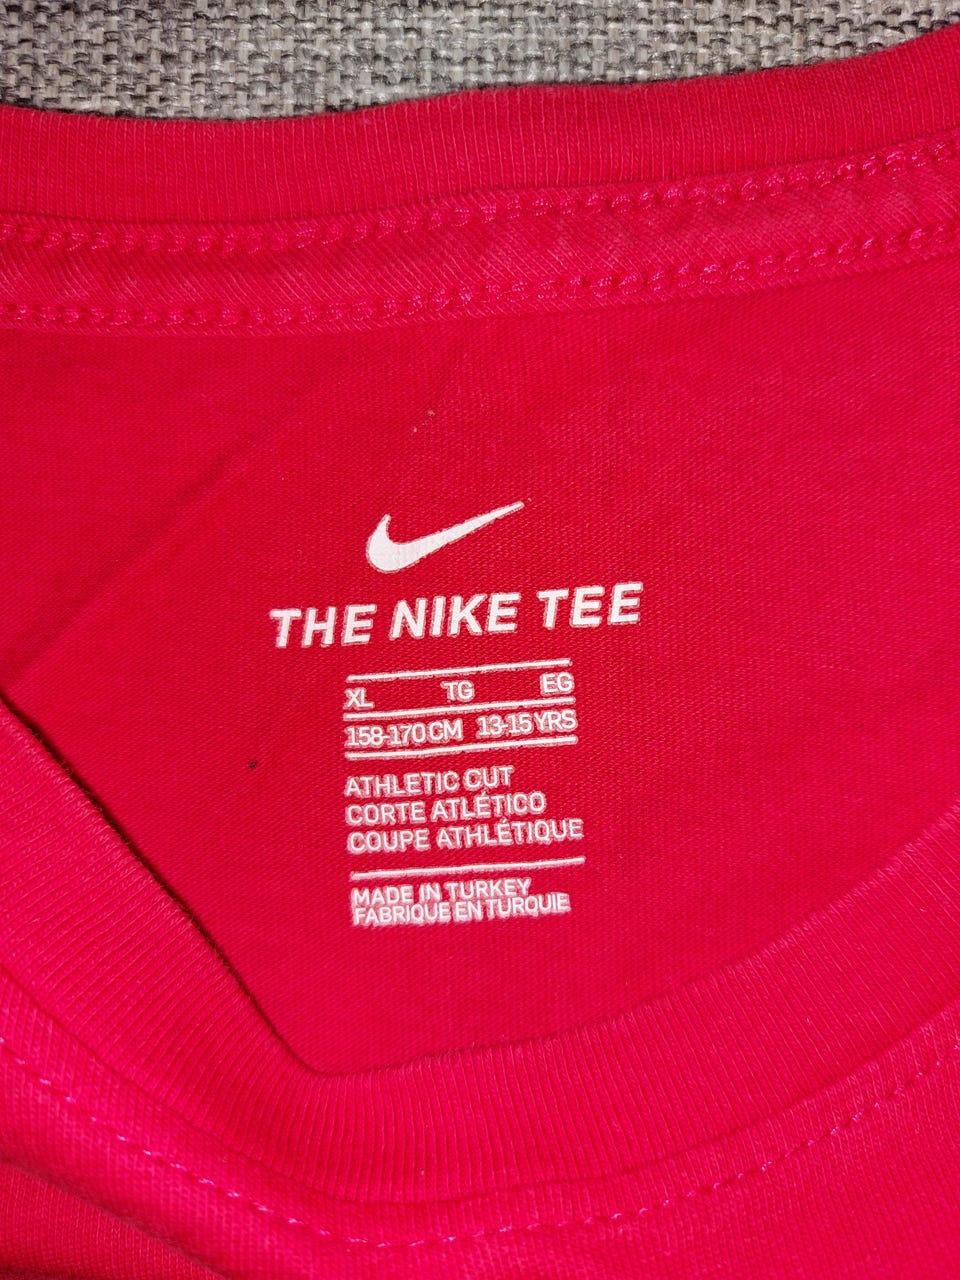 THE NIKE TEE
XL TG EG
158-170 CM 13-15 YRS
ATHLETIC CUT
CORTE ATLÉTICO
COUPE ATHLÉTIQUE
MADE IN TURKEY
FABRIQUE EN TURQUIE